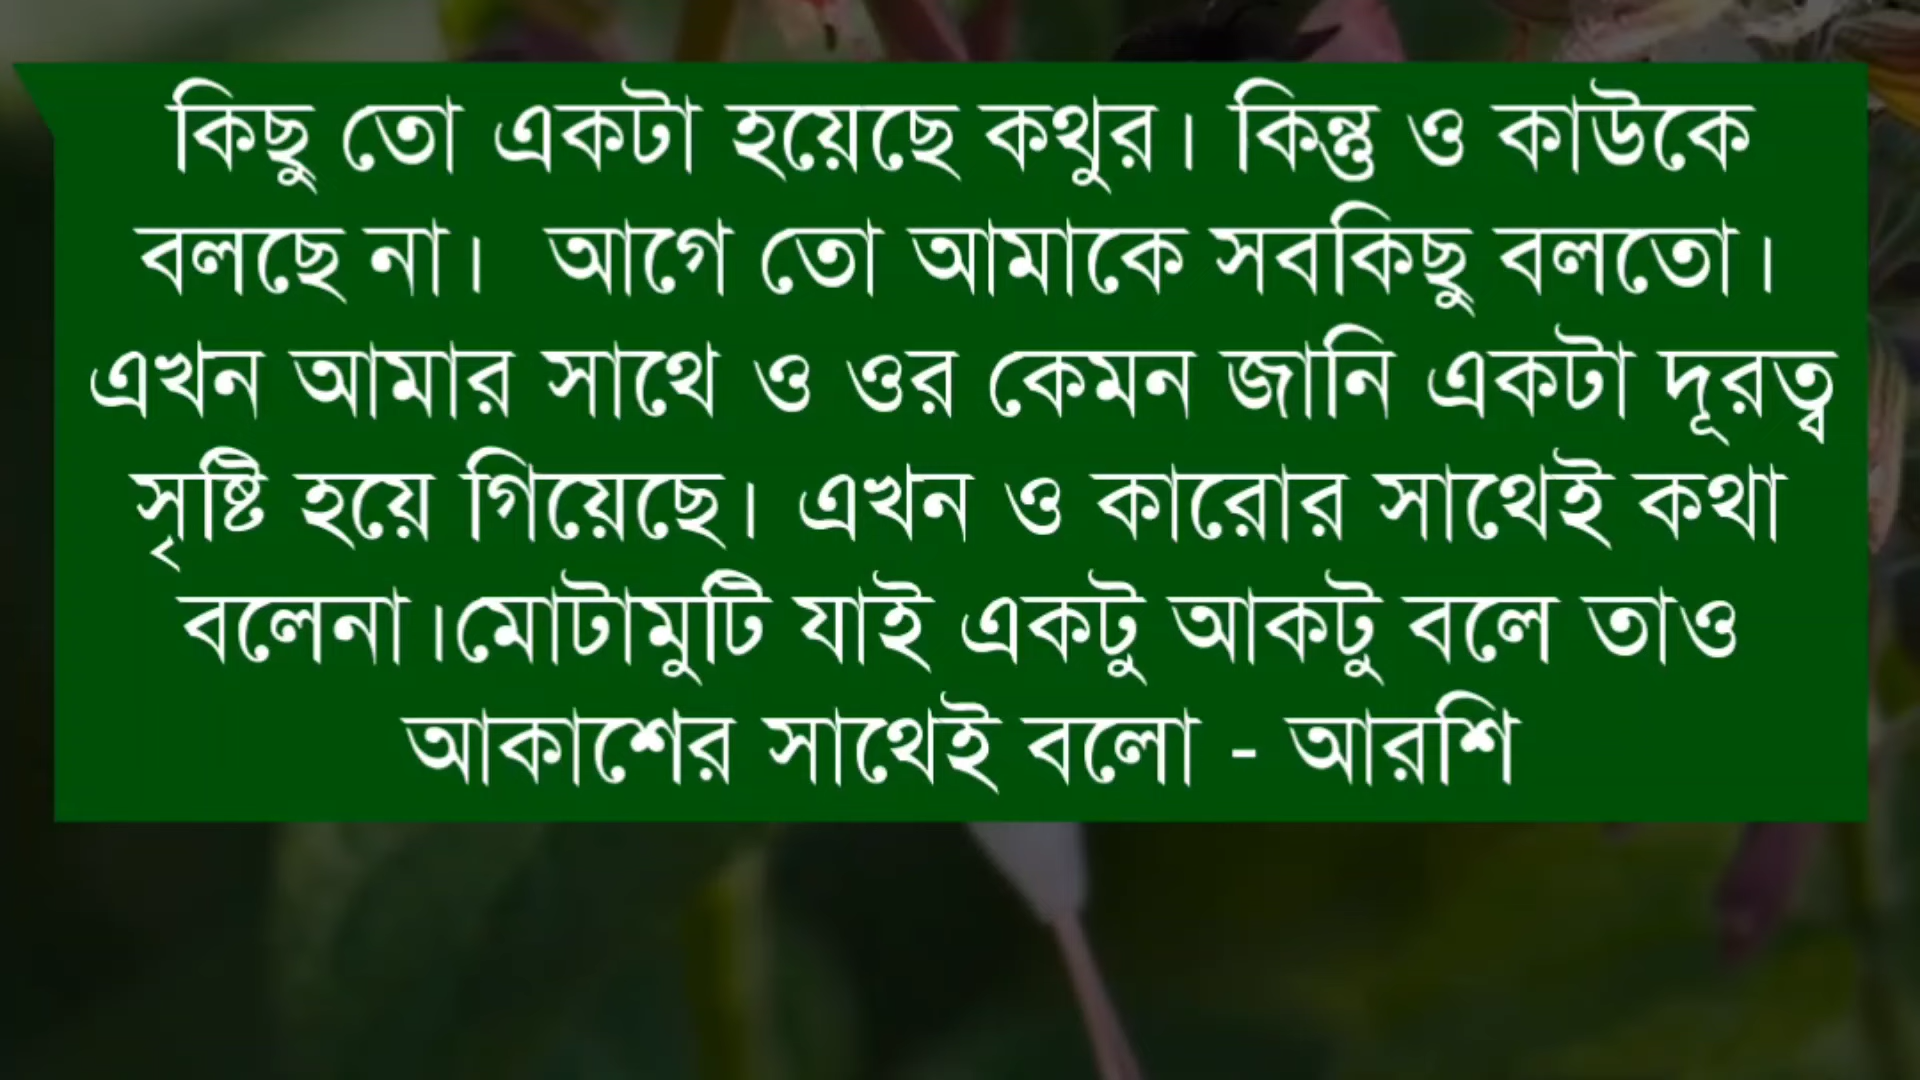 কিছু তো একটা হয়েছে কথুর। কিন্তু ও কাউকে
বলছে না।  আগে তো আমাকে সবকিছু বলতো।
এখন আমার সাথে ও ওর কেমন জানি একটা দূরত্ব
সৃষ্টি হয়ে গিয়েছে। এখন ও কারোর সাথেই কথা
বলেনা।মোটামুটি যাই একটু আকটু বলে তাও
আকাশের সাথেই বলো - আরশি